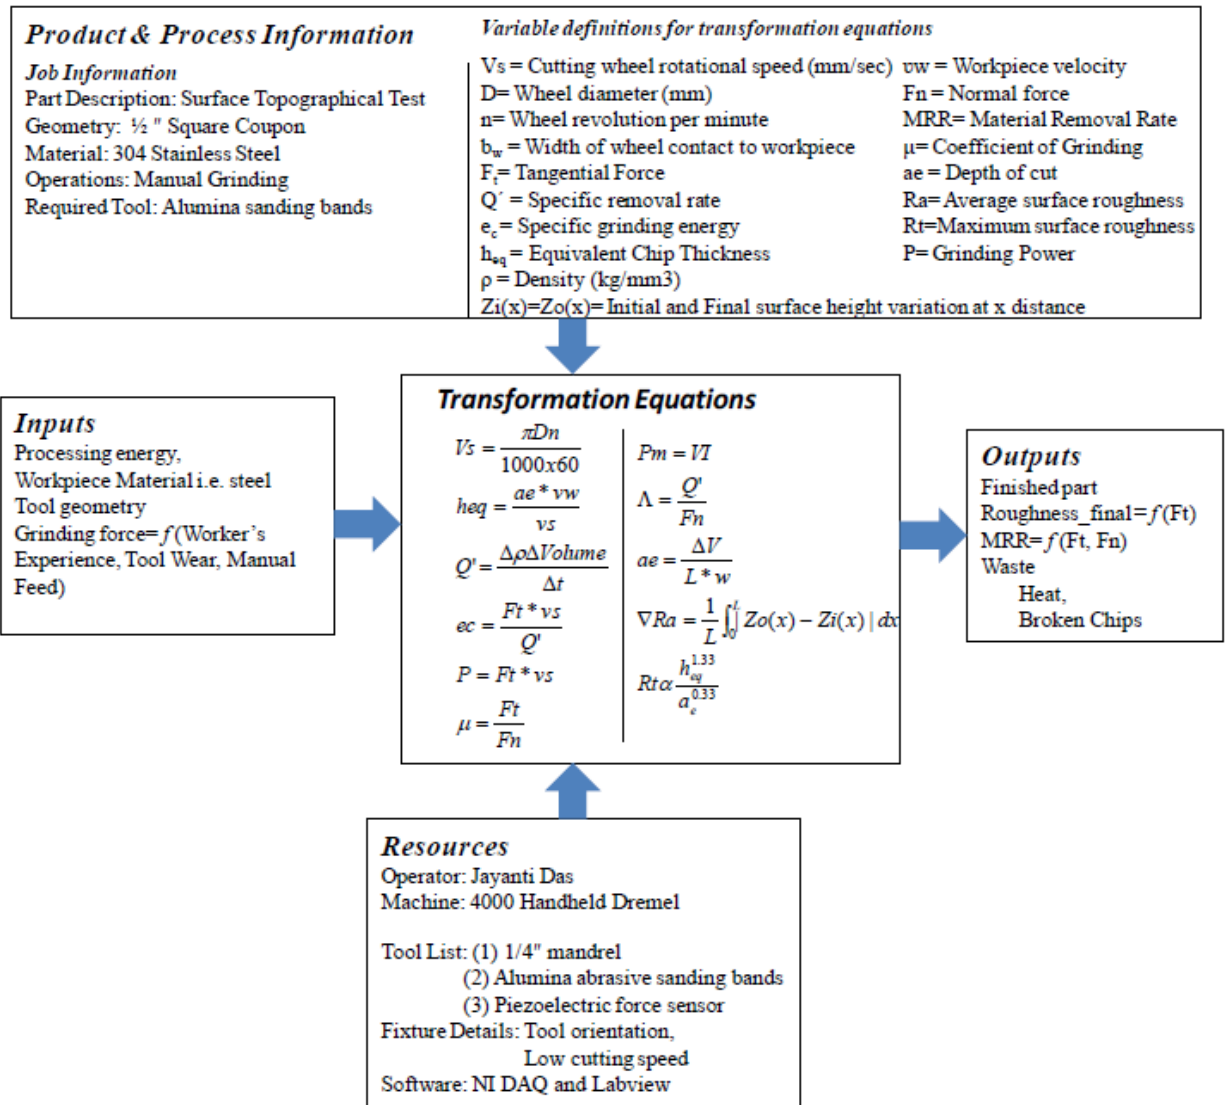 Product & Process Information
Job Information
Part Description: Surface Topographical Test
Geometry: ½ " Square Coupon
Material: 304 Stainless Steel
Operations: Manual Grinding
Required Tool: Alumina sanding bands
Variable definitions for transformation equations
Vs = Cutting wheel rotational speed (mm/sec)
D= Wheel diameter (mm)
n= Wheel revolution per minute
b_w = Width of wheel contact to workpiece
F_t= Tangential Force
Q´ = Specific removal rate
e_c= Specific grinding energy
h_eq = Equivalent Chip Thickness
ρ = Density (kg/mm3)
Zi(x)=Zo(x)= Initial and Final surface height variation at x distance
υw = Workpiece velocity
Fn = Normal force
MRR= Material Removal Rate
μ= Coefficient of Grinding
ae = Depth of cut
Ra= Average surface roughness
Rt=Maximum surface roughness
P= Grinding Power
Inputs
Processing energy,
Workpiece Material i.e. steel
Tool geometry
Grinding force= f(Worker's
Experience, Tool Wear, Manual
Feed)
Transformation Equations
Vs = πDn / 1000x60
heq = ae * vw / vs
Q' = ΔρΔVolume / Δt
ec = Ft * vs / Q'
P = Ft * vs
μ = Ft / Fn
Pm = VI
Λ = Q' / Fn
ae = ΔV / L * w
∇Ra = 1/L ∫_0^L | Zo(x) − Zi(x) | dx
Rt α h_eq^1.33 / a_e^0.33
Outputs
Finished part
Roughness_final= f(Ft)
MRR= f(Ft, Fn)
Waste
Heat,
Broken Chips
Resources
Operator: Jayanti Das
Machine: 4000 Handheld Dremel
Tool List: (1) 1/4" mandrel
(2) Alumina abrasive sanding bands
(3) Piezoelectric force sensor
Fixture Details: Tool orientation,
Low cutting speed
Software: NI DAQ and Labview